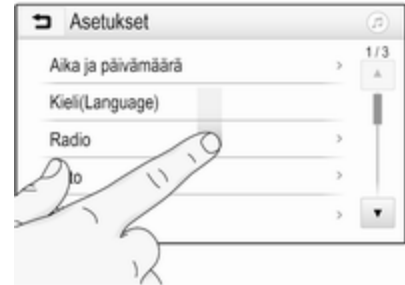 Asetukset
1/3
Aika ja päivämäärä
Kieli(Language)
Radio